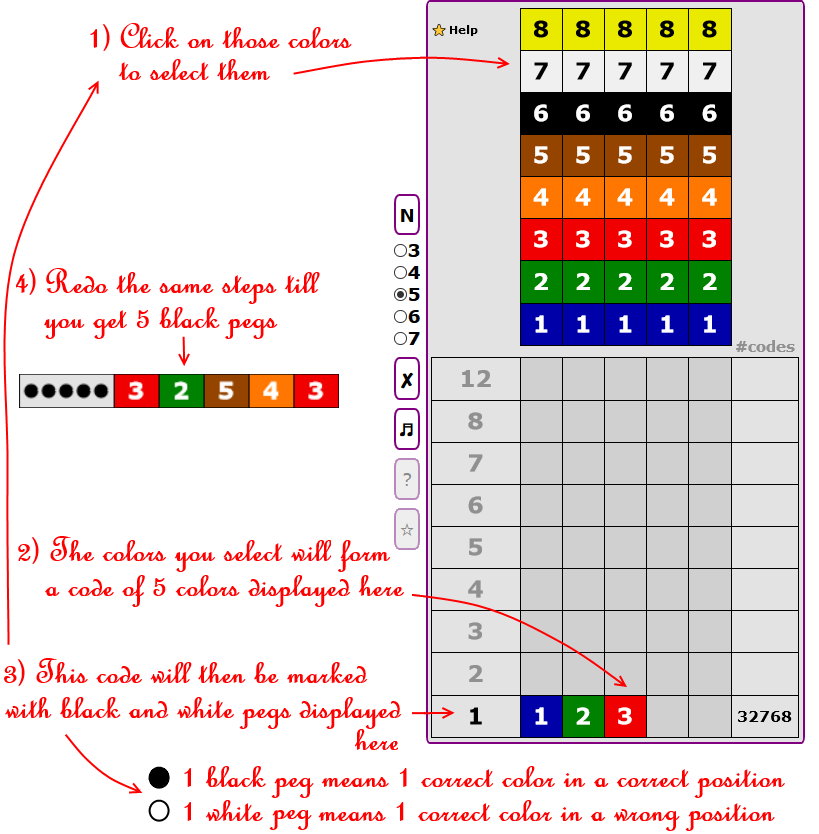 1) Click on those colors
to select them
Help
8 8 8 8 8
7 7 7 7 7
6 6 6 6 6
5 5 5 5 5
4 4 4 4 4
3 3 3 3 3
2 2 2 2 2
1 1 1 1 1
N
3
4
5
6
7
✗
♬
?
☆
4) Redo the same steps till
you get 5 black pegs
3 2 5 4 3
#codes
12
8
7
6
5
4
3
2
1 1 2 3 32768
2) The colors you select will form
a code of 5 colors displayed here
3) This code will then be marked
with black and white pegs displayed
here
1 black peg means 1 correct color in a correct position
1 white peg means 1 correct color in a wrong position